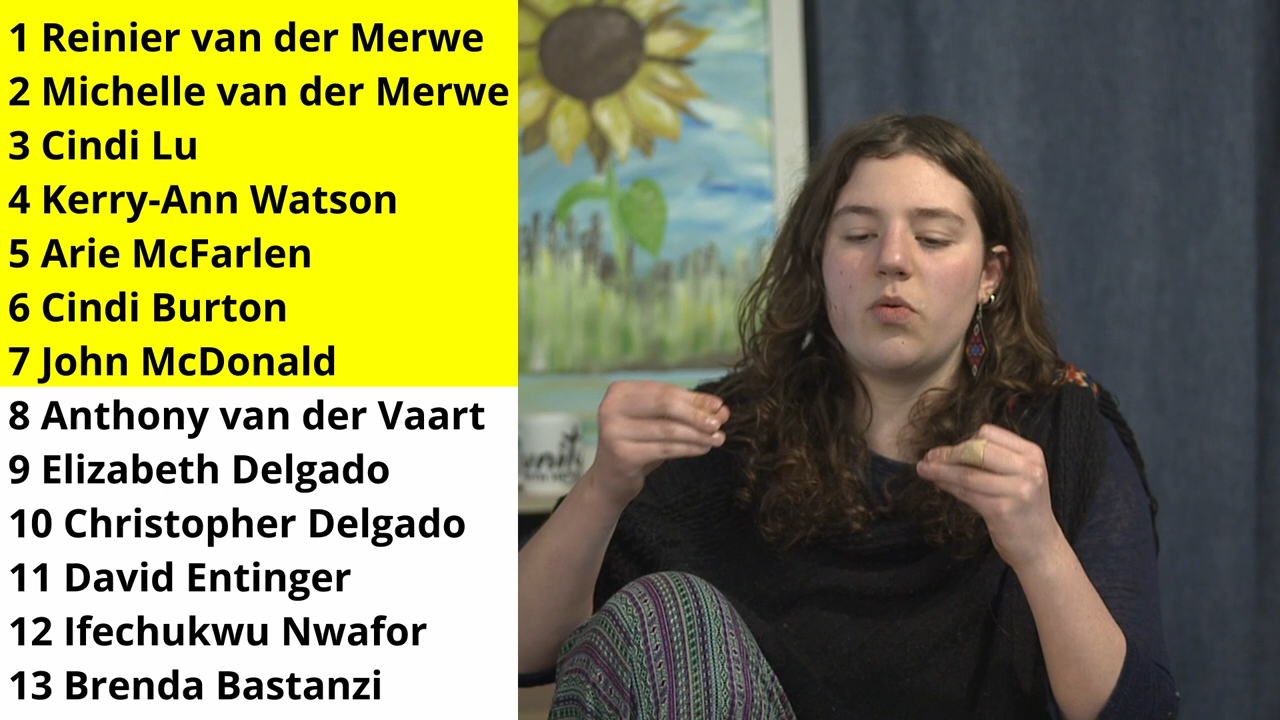 1 Reinier van der Merwe
2 Michelle van der Merwe
3 Cindi Lu
4 Kerry-Ann Watson
5 Arie McFarlen
6 Cindi Burton
7 John McDonald
8 Anthony van der Vaart
9 Elizabeth Delgado
10 Christopher Delgado
11 David Entinger
12 Ifechukwu Nwafor
13 Brenda Bastanzi